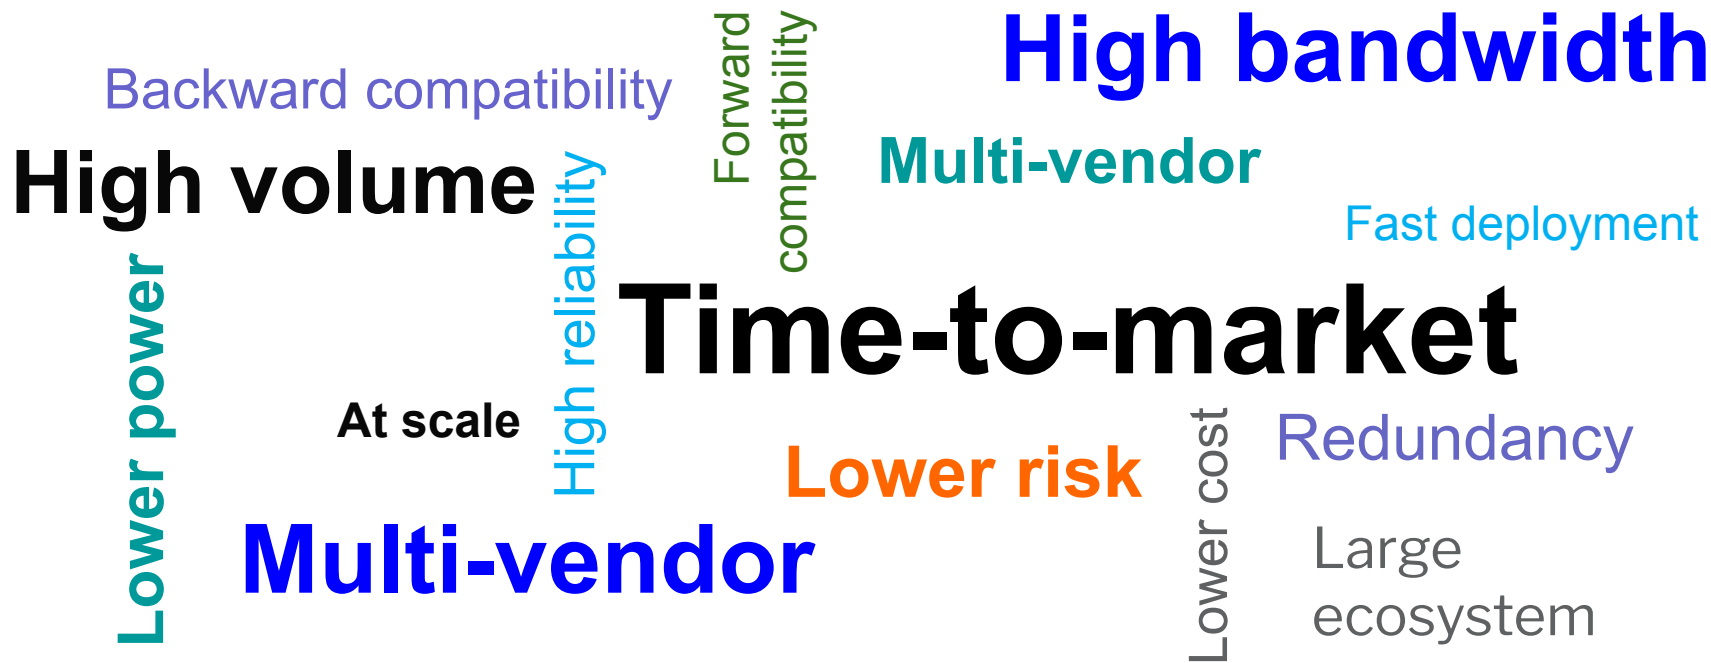 High bandwidth
Backward compatibility
Forward
compatibility
Multi-vendor
High volume
High reliability
Fast deployment
Lower power
Time-to-market
At scale
Lower risk
Lower cost
Redundancy
Multi-vendor
Large
ecosystem